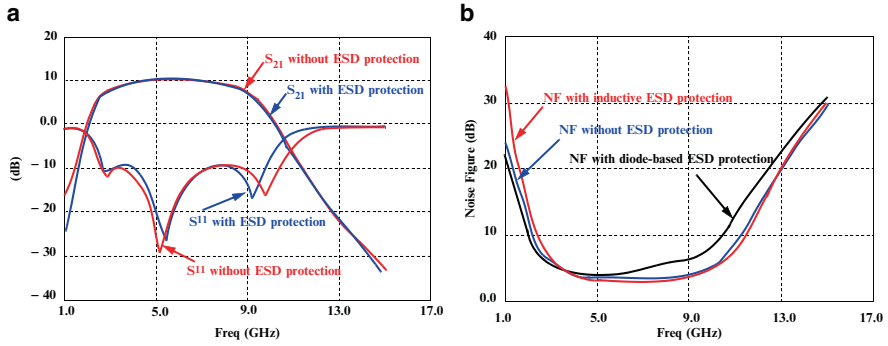 a
20
10
0.0
– 10
– 20
– 30
– 40
(dB)
1.0
5.0
9.0
13.0
17.0
Freq (GHz)
S21 without ESD protection
S21 with ESD protection
S11 with ESD protection
S11 without ESD protection
b
40
30
20
10
0.0
Noise Figure (dB)
1.0
5.0
9.0
13.0
17.0
Freq (GHz)
NF with inductive ESD protection
NF without ESD protection
NF with diode-based ESD protection